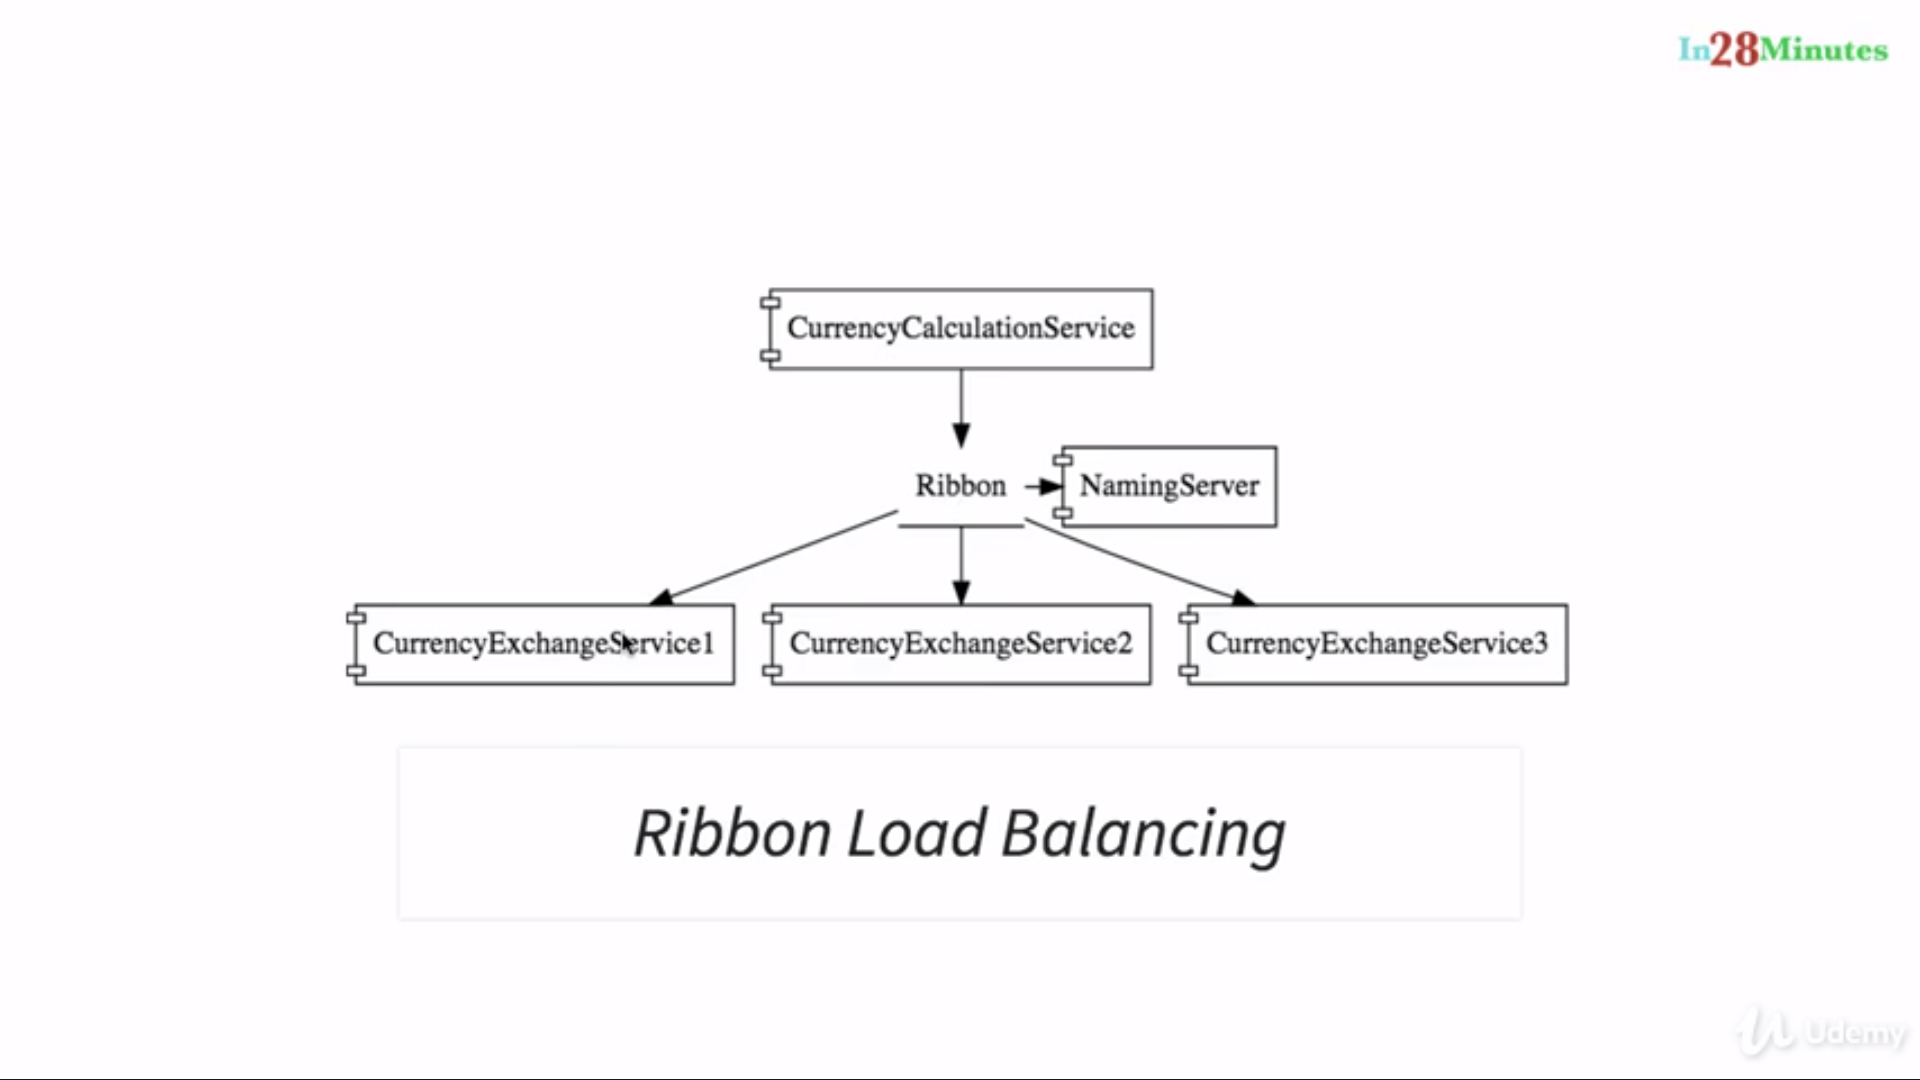 In28Minutes
CurrencyCalculationService
Ribbon
NamingServer
CurrencyExchangeService1
CurrencyExchangeService2
CurrencyExchangeService3
Ribbon Load Balancing
Udemy